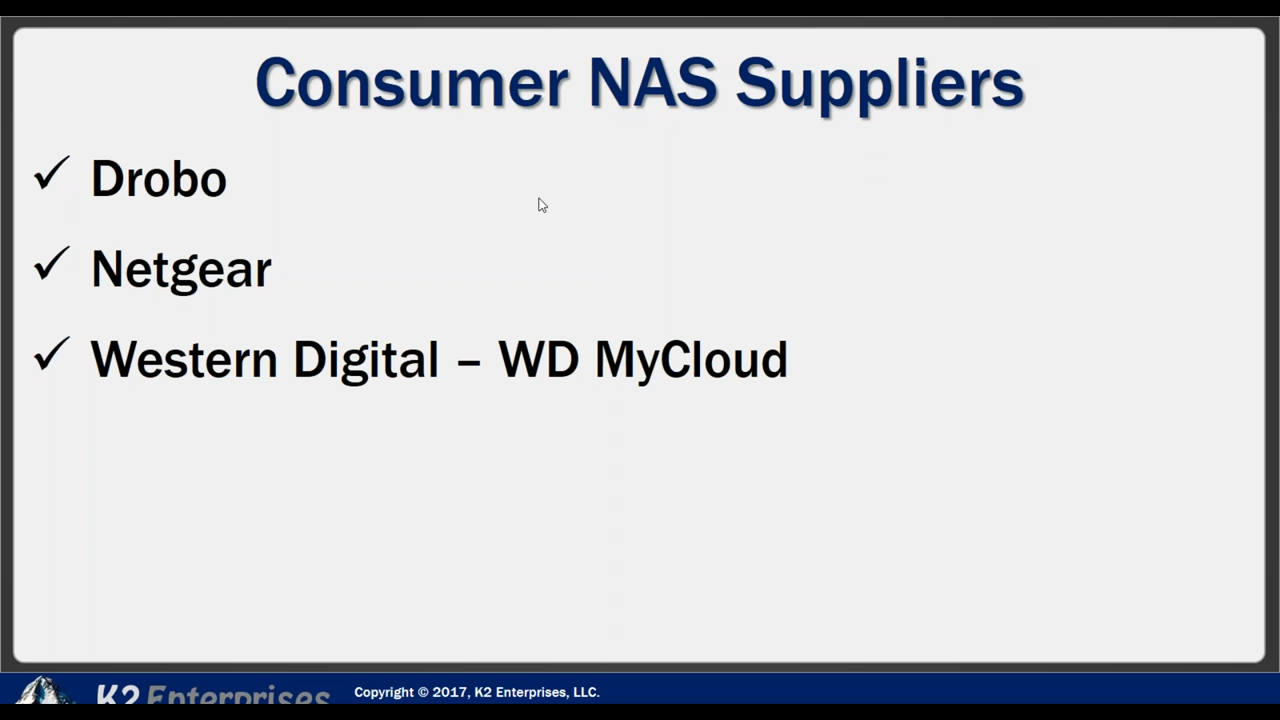 Consumer NAS Suppliers
✓ Drobo
✓ Netgear
✓ Western Digital – WD MyCloud
K2 Enterprises
Copyright © 2017, K2 Enterprises, LLC.